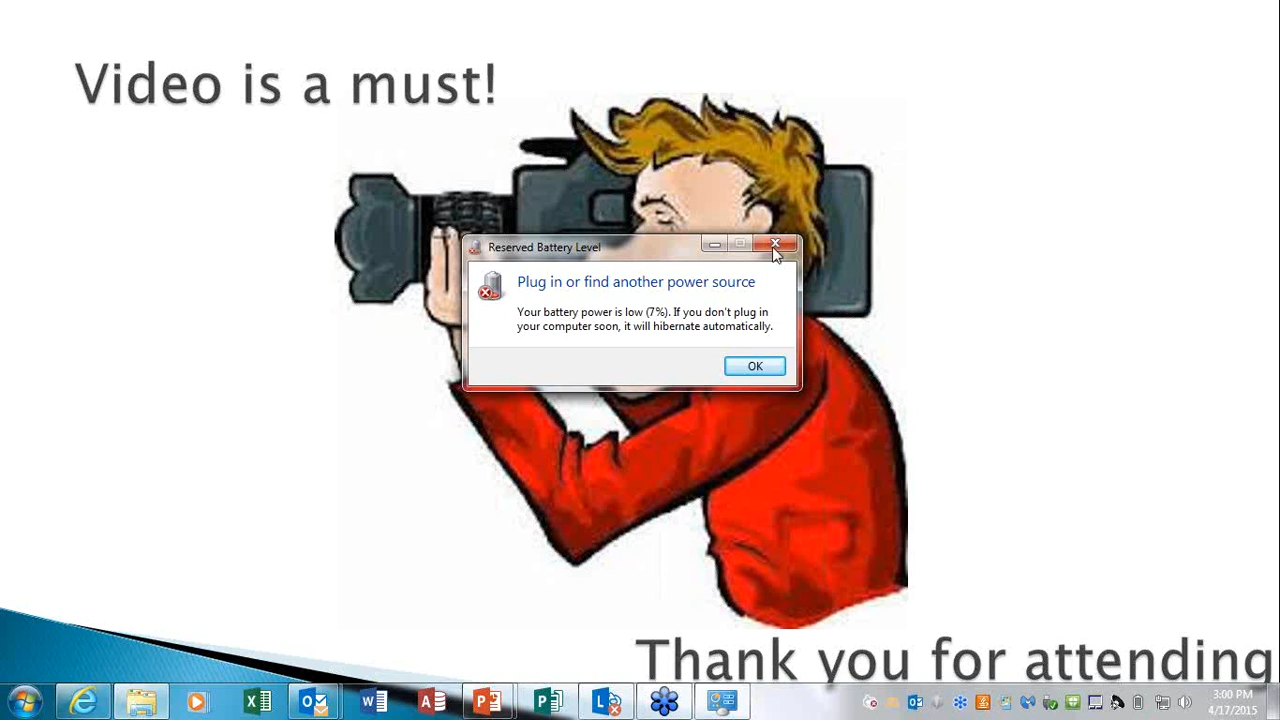 Video is a must!
Reserved Battery Level
Plug in or find another power source
Your battery power is low (7%). If you don't plug in
your computer soon, it will hibernate automatically.
OK
Thank you for attending
3:00 PM
4/17/2015